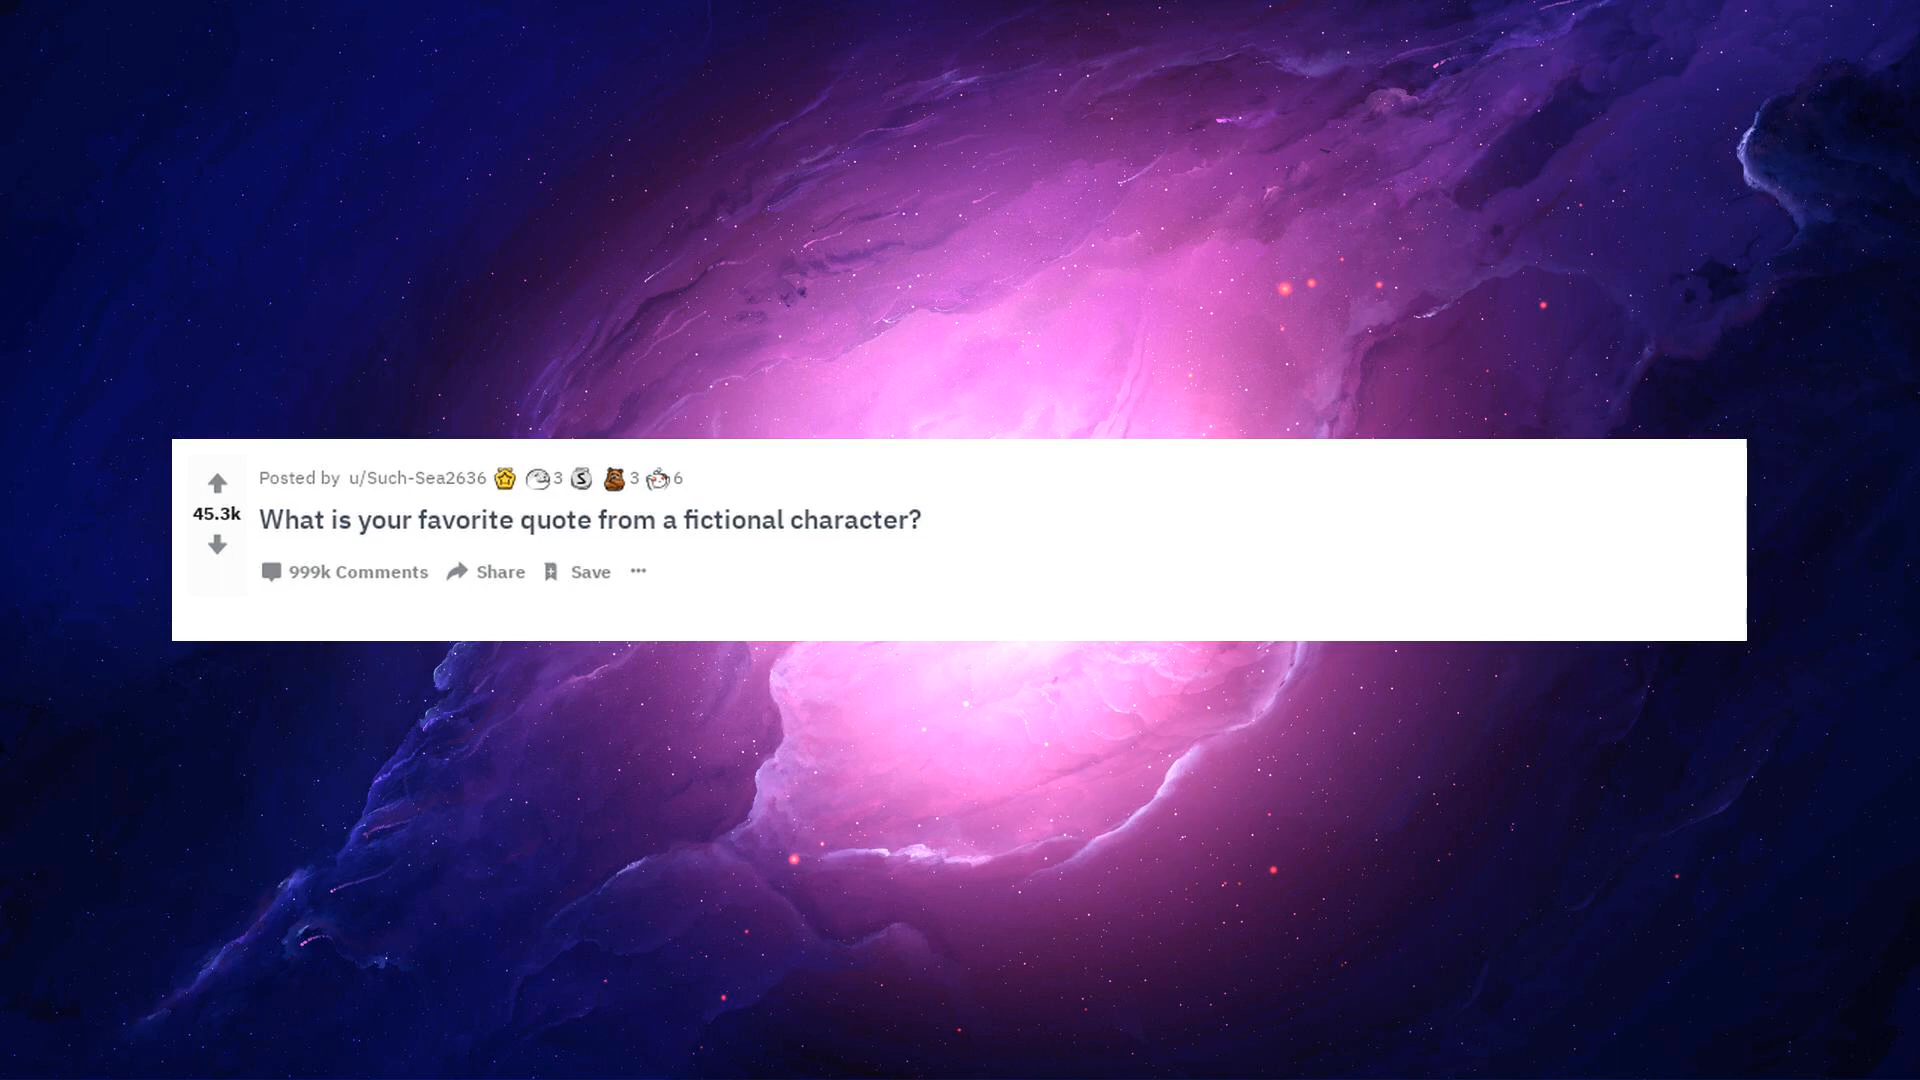 Posted by u/Such-Sea2636 3 S 3 6
45.3k
What is your favorite quote from a fictional character?
999k Comments Share Save ...